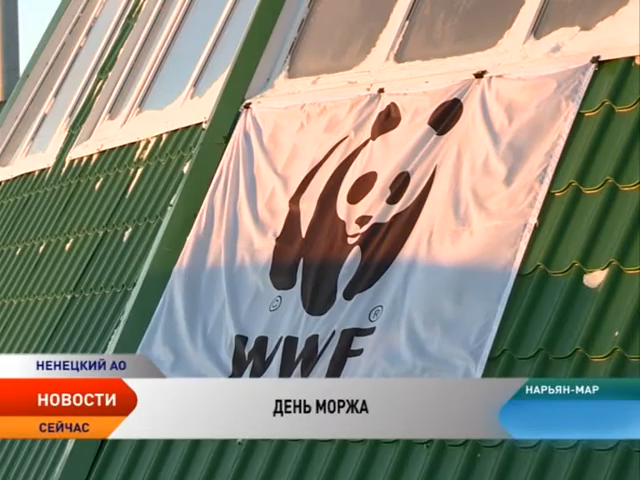 © ®
WWF
НЕНЕЦКИЙ АО
НОВОСТИ
СЕЙЧАС
ДЕНЬ МОРЖА
НАРЬЯН-МАР